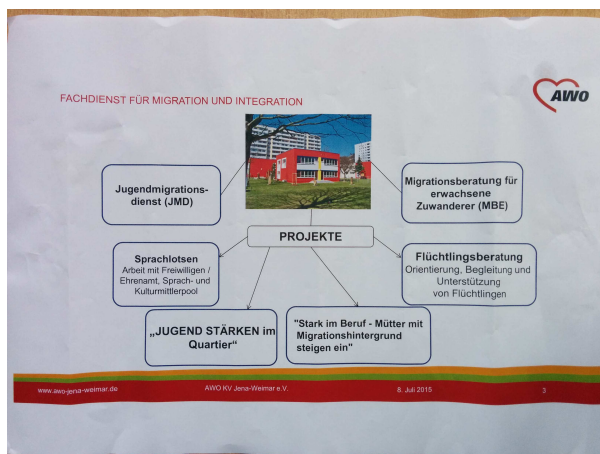 AWO
FACHDIENST FÜR MIGRATION UND INTEGRATION
Jugendmigrations-
dienst (JMD)
Migrationsberatung für
erwachsene
Zuwanderer (MBE)
PROJEKTE
Sprachlotsen
Arbeit mit Freiwilligen /
Ehrenamt, Sprach- und
Kulturmittlerpool
Flüchtlingsberatung
Orientierung, Begleitung und
Unterstützung
von Flüchtlingen
„JUGEND STÄRKEN im
Quartier“
"Stark im Beruf - Mütter mit
Migrationshintergrund
steigen ein"
www.awo-jena-weimar.de AWO KV Jena-Weimar e.V. 8. Juli 2015 3